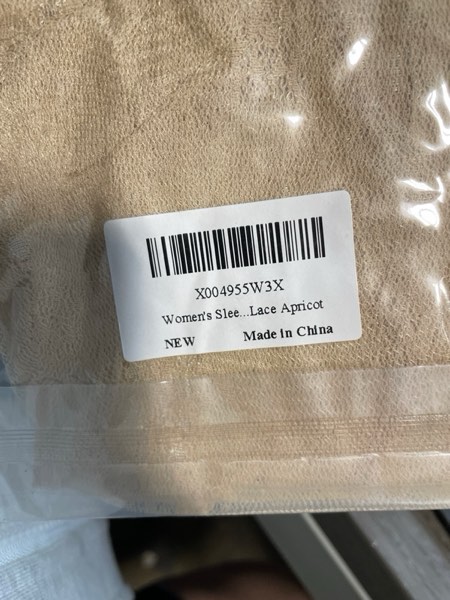 X004955W3X
Women's Slee...Lace Apricot
NEW Made in China